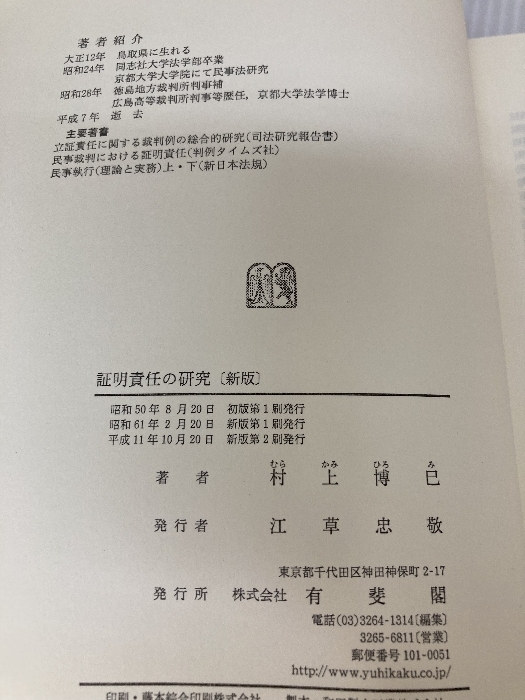 著者紹介
大正12年 鳥取県に生れる
昭和24年 同志社大学法学部卒業
京都大学大学院にて民事法研究
昭和28年 徳島地方裁判所判事補
広島高等裁判所判事等歴任,京都大学法学博士
平成7年 逝去
主要著書
立証責任に関する裁判例の総合的研究(司法研究報告書)
民事裁判における証明責任(判例タイムズ社)
民事執行(理論と実務)上・下(新日本法規)
証明責任の研究〔新版〕
昭和50年8月20日 初版第1刷発行
昭和61年2月20日 新版第1刷発行
平成11年10月20日 新版第2刷発行
むら かみ ひろ み
著者 村上博巳
発行者 江草忠敬
東京都千代田区神田神保町2-17
発行所 株式会社 有斐閣
電話(03)3264-1314〔編集〕
3265-6811〔営業〕
郵便番号 101-0051
http://www.yuhikaku.co.jp/
印刷・藤本綜合印刷株式会社